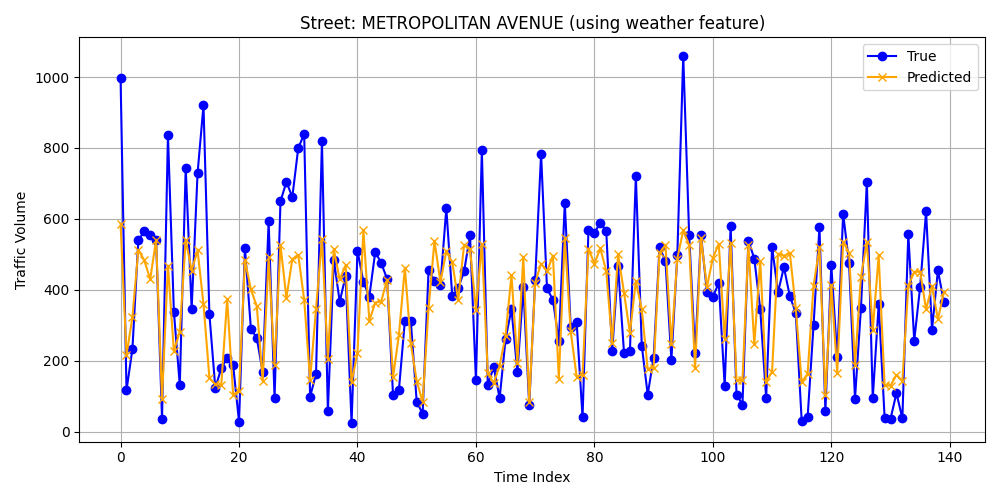 Street: METROPOLITAN AVENUE (using weather feature)
True
Predicted
Traffic Volume
1000
800
600
400
200
0
0 20 40 60 80 100 120 140
Time Index